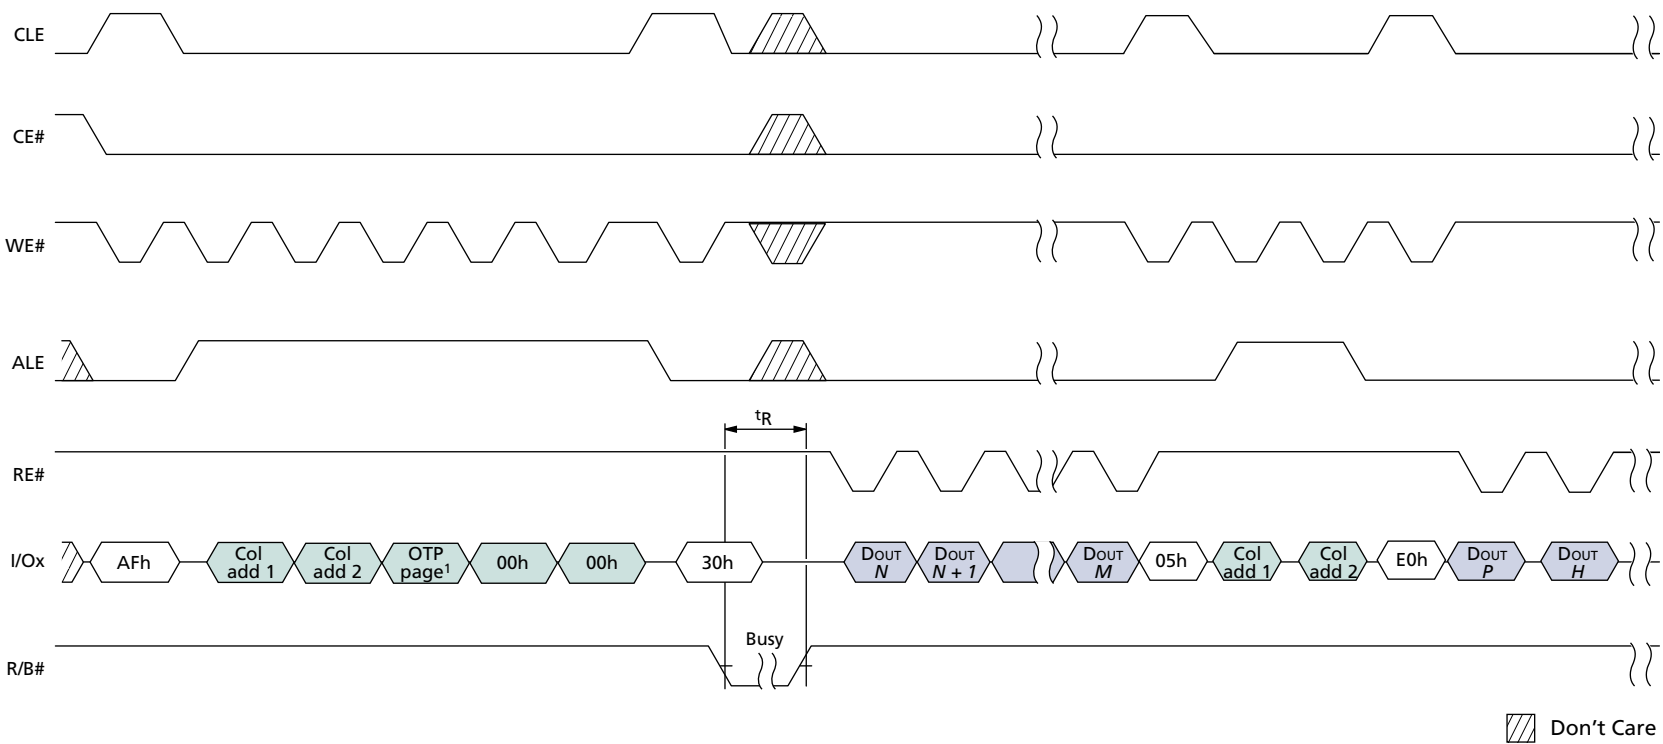 CLE
CE#
WE#
ALE
tR
RE#
I/Ox
AFh
Col
add 1
Col
add 2
OTP
page1
00h
00h
30h
DOUT
N
DOUT
N + 1
DOUT
M
05h
Col
add 1
Col
add 2
E0h
DOUT
P
DOUT
H
Busy
R/B#
Don't Care